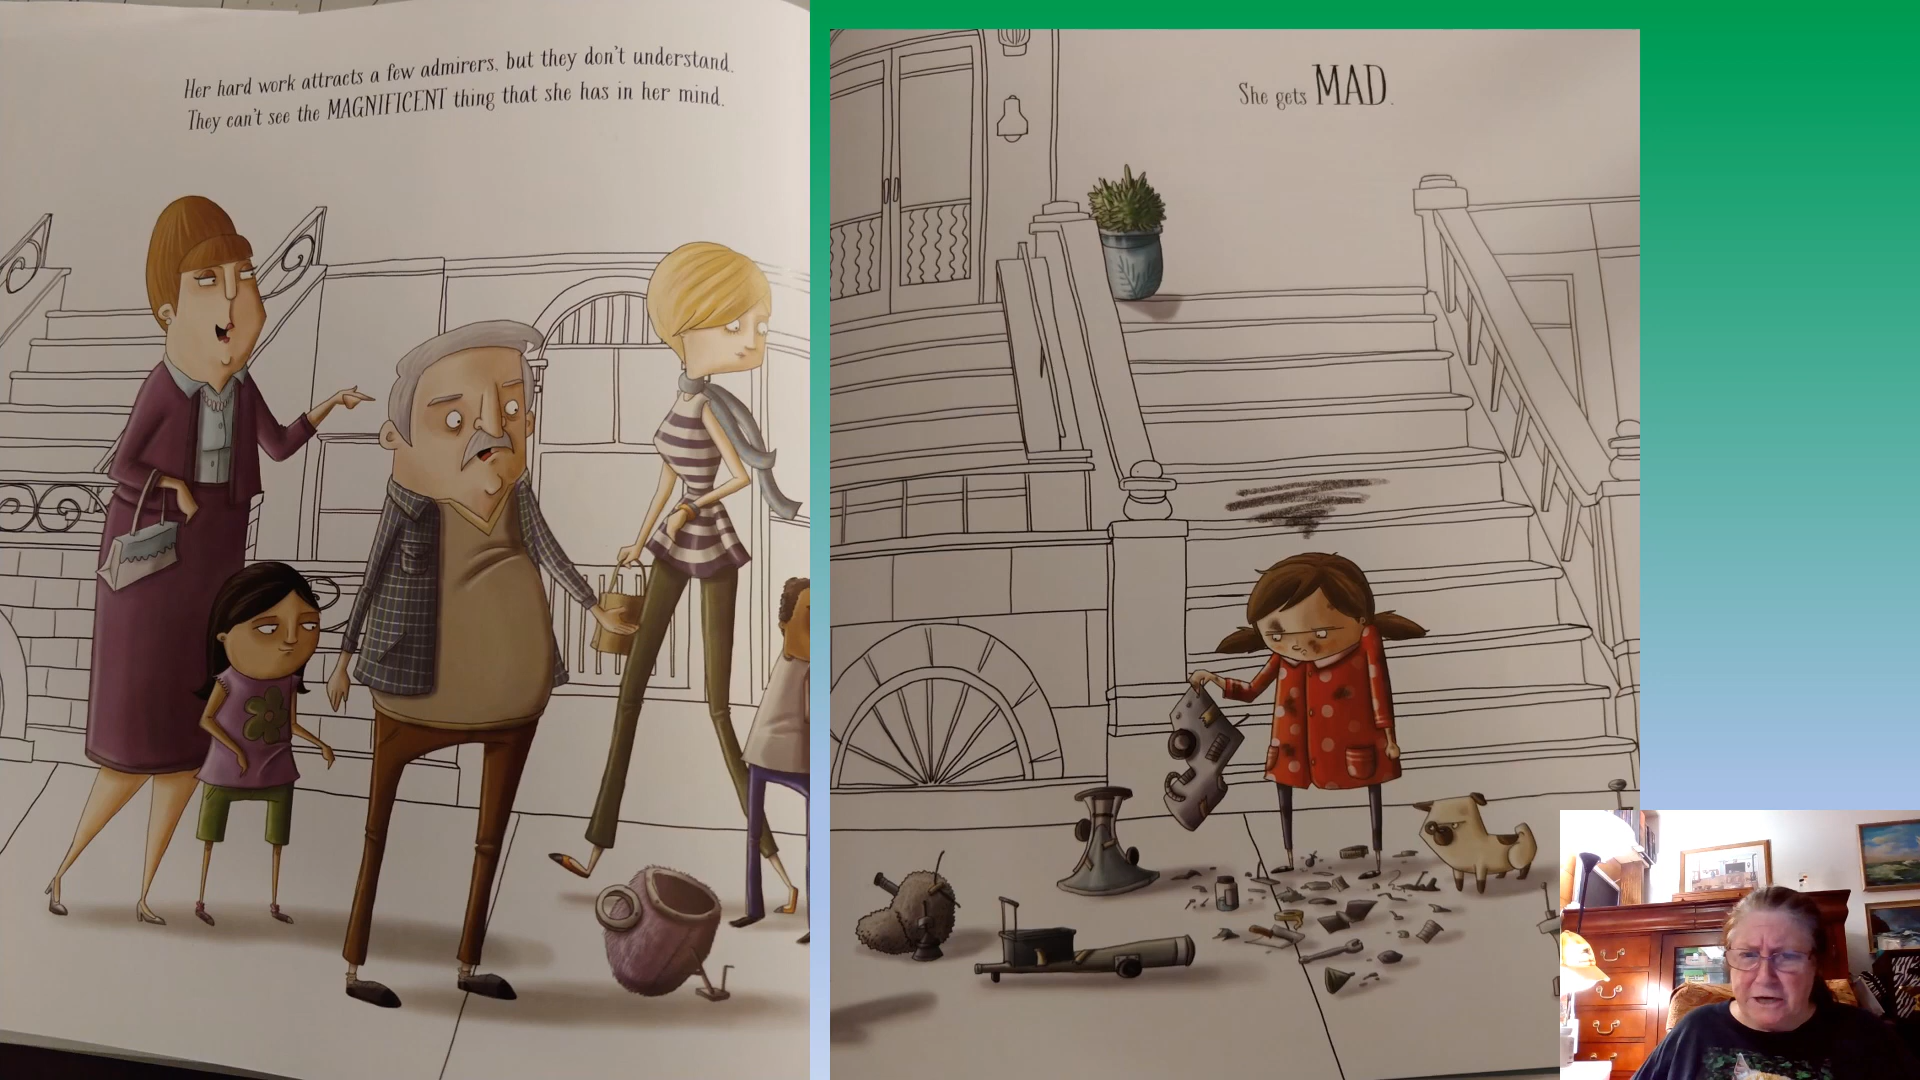 Her hard work attracts a few admirers, but they don't understand.
They can't see the MAGNIFICENT thing that she has in her mind.
She gets MAD.